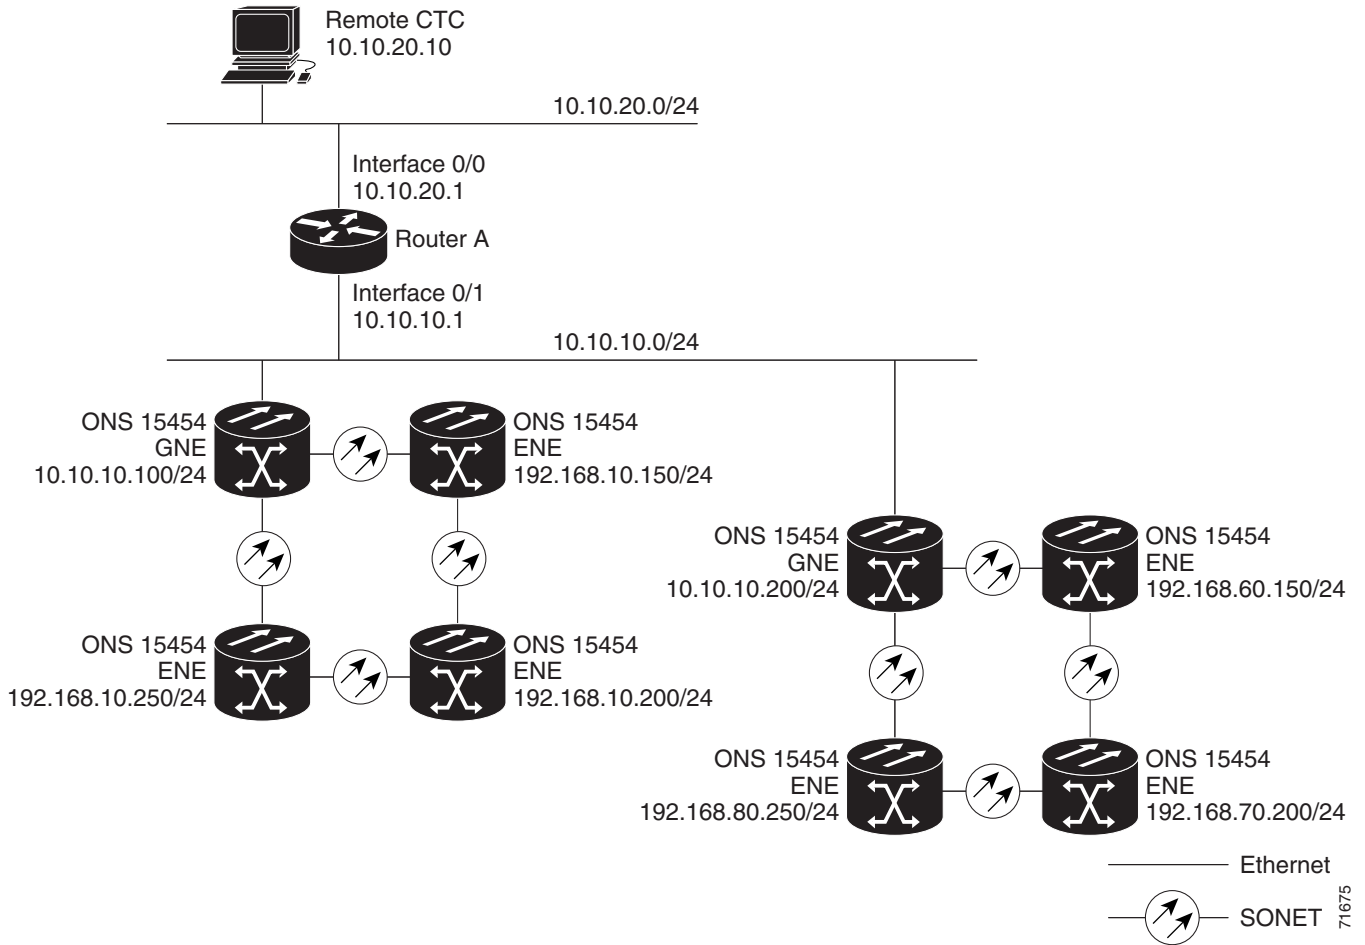 Remote CTC
10.10.20.10
10.10.20.0/24
Interface 0/0
10.10.20.1
Router A
Interface 0/1
10.10.10.1
10.10.10.0/24
ONS 15454
GNE
10.10.10.100/24
ONS 15454
ENE
192.168.10.150/24
ONS 15454
GNE
10.10.10.200/24
ONS 15454
ENE
192.168.60.150/24
ONS 15454
ENE
192.168.10.250/24
ONS 15454
ENE
192.168.10.200/24
ONS 15454
ENE
192.168.80.250/24
ONS 15454
ENE
192.168.70.200/24
Ethernet
SONET
71675